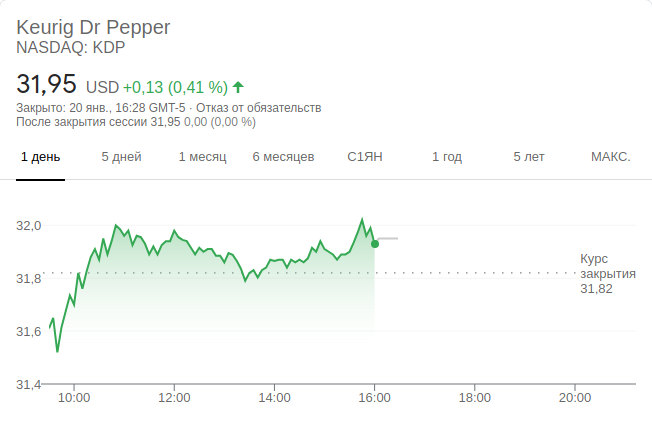 Keurig Dr Pepper
NASDAQ: KDP
31,95 USD +0,13 (0,41 %)
Закрыто: 20 янв., 16:28 GMT-5 · Отказ от обязательств
После закрытия сессии 31,95 0,00 (0,00 %)
1 день 5 дней 1 месяц 6 месяцев С1ЯН 1 год 5 лет МАКС.
32,0
31,8
31,6
31,4
Курс
закрытия
31,82
10:00 12:00 14:00 16:00 18:00 20:00